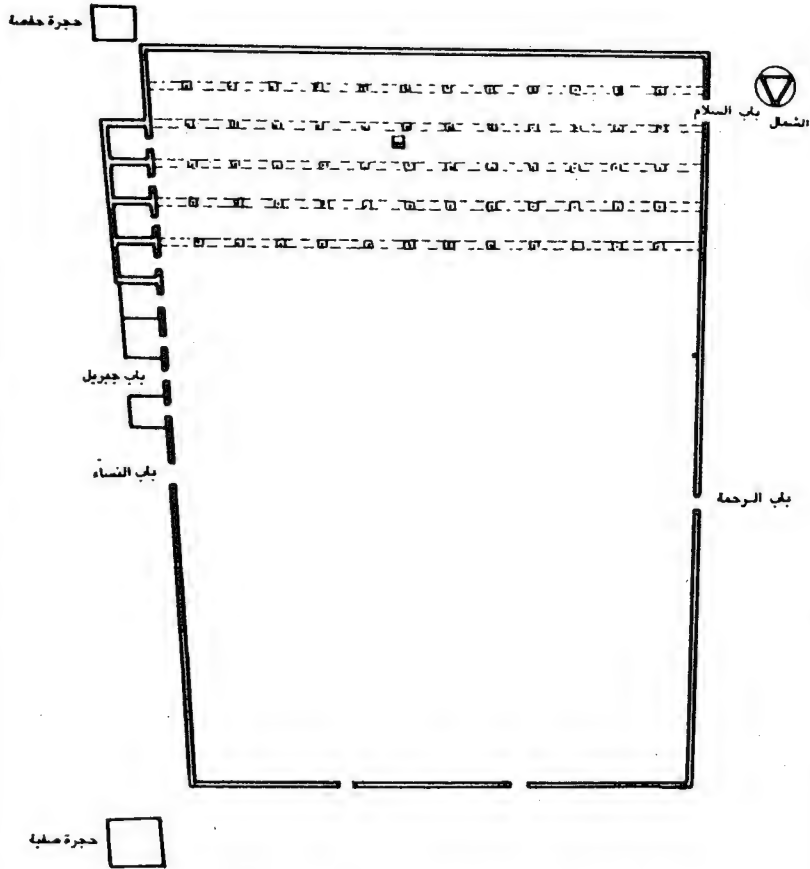 حجرة حفصة
باب السلام
الشمال
باب جبريل
باب النساء
باب الرحمة
حجرة صفية